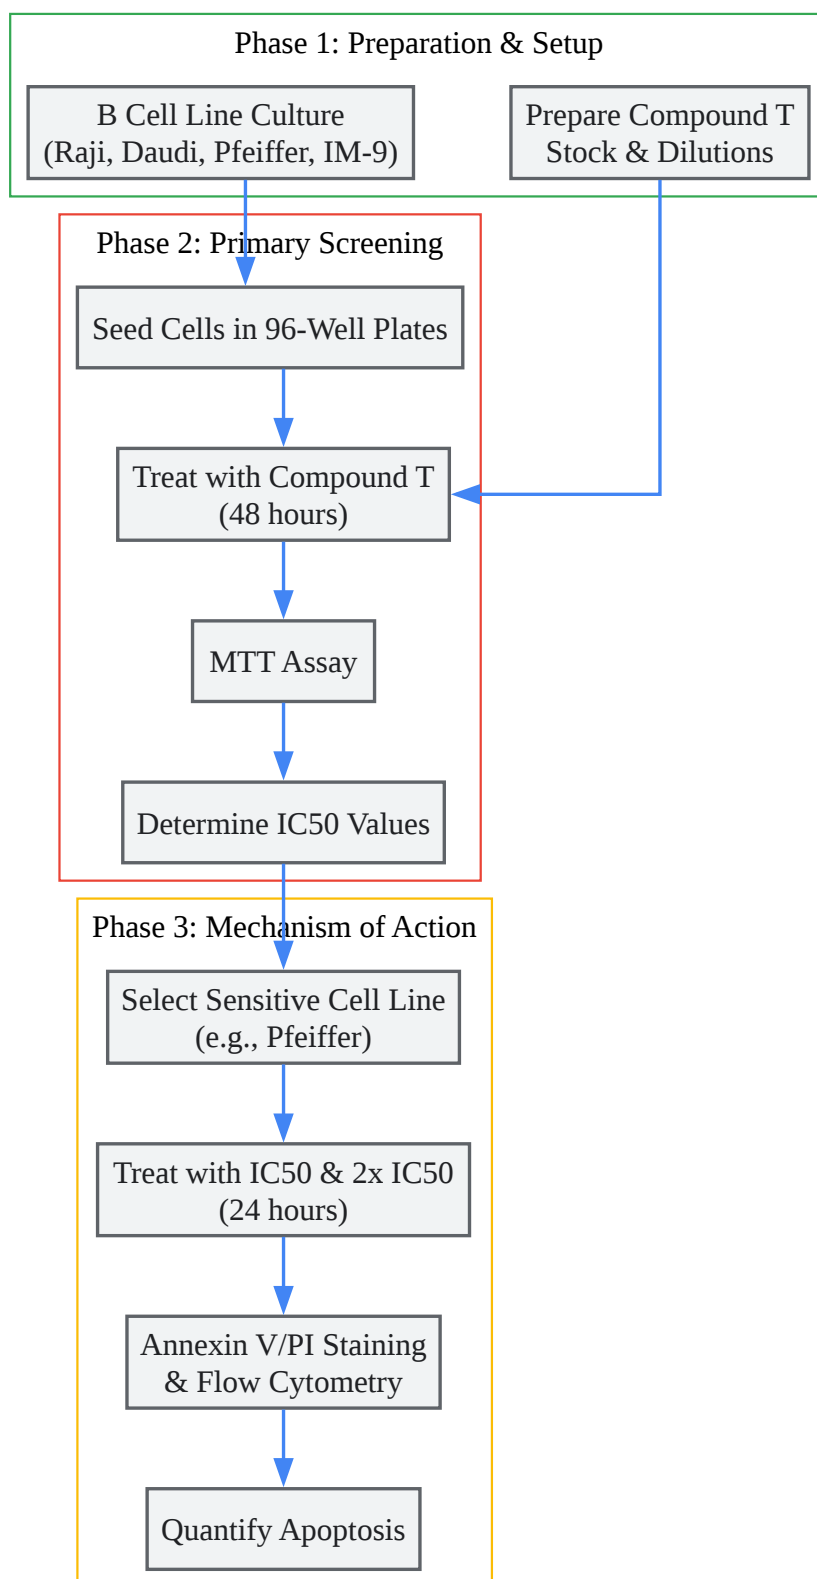 Phase 1: Preparation & Setup
B Cell Line Culture
(Raji, Daudi, Pfeiffer, IM-9)
Prepare Compound T
Stock & Dilutions
Phase 2: Primary Screening
Seed Cells in 96-Well Plates
Treat with Compound T
(48 hours)
MTT Assay
Determine IC50 Values
Phase 3: Mechanism of Action
Select Sensitive Cell Line
(e.g., Pfeiffer)
Treat with IC50 & 2x IC50
(24 hours)
Annexin V/PI Staining
& Flow Cytometry
Quantify Apoptosis